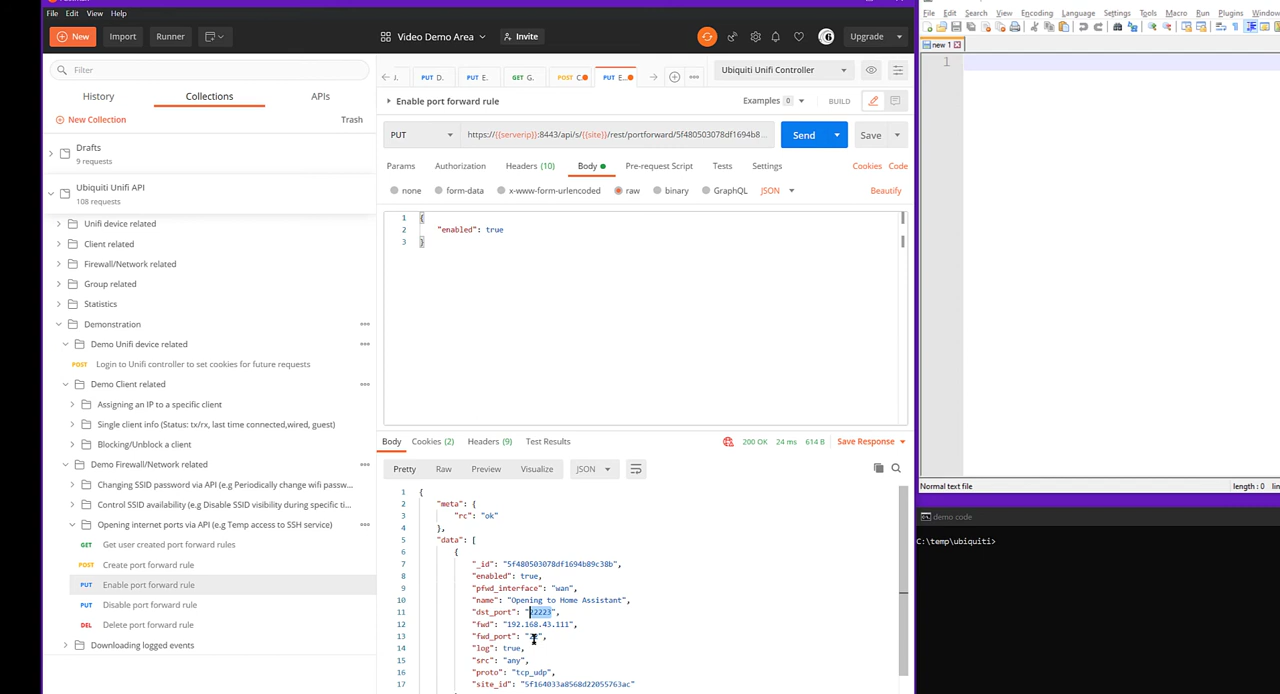 File Edit View Help
New Import Runner Video Demo Area Invite Upgrade
Filter
History Collections APIs
New Collection Trash
Drafts
9 requests
Ubiquiti Unifi API
108 requests
Unifi device related
Client related
Firewall/Network related
Group related
Statistics
Demonstration
Demo Unifi device related
POST Login to Unifi controller to set cookies for future requests
Demo Client related
Assigning an IP to a specific client
Single client info (Status: tx/rx, last time connected,wired, guest)
Blocking/Unblock a client
Demo Firewall/Network related
Changing SSID password via API (e.g Periodically change wifi passw...
Control SSID availability (e.g Disable SSID visibility during specific ti...
Opening internet ports via API (e.g Temp access to SSH service)
GET Get user created port forward rules
POST Create port forward rule
PUT Enable port forward rule
PUT Disable port forward rule
DEL Delete port forward rule
Downloading logged events
PUT D. PUT E. GET G. POST C. PUT E... Ubiquiti Unifi Controller
Enable port forward rule Examples 0 BUILD
PUT https://{{serverip}}:8443/api/s/{{site}}/rest/portforward/5f480503078df1694b8... Send Save
Params Authorization Headers (10) Body Pre-request Script Tests Settings Cookies Code
none form-data x-www-form-urlencoded raw binary GraphQL JSON Beautify
1 {
2 "enabled": true
3 }
Body Cookies (2) Headers (9) Test Results 200 OK 24 ms 614 B Save Response
Pretty Raw Preview Visualize JSON
1 {
2 "meta": {
3 "rc": "ok"
4 },
5 "data": [
6 {
7 "_id": "5f480503078df1694b89c38b",
8 "enabled": true,
9 "pfwd_interface": "wan",
10 "name": "Opening to Home Assistant",
11 "dst_port": "22223",
12 "fwd": "192.168.43.111",
13 "fwd_port":
14 "log": true,
15 "src": "any",
16 "proto": "tcp_udp",
17 "site_id": "5f164033a8568d22055763ac"
File Edit Search View Encoding Language Settings Tools Macro Run Plugins Window
new 1
1
Normal text file length : 0
demo code
C:\temp\ubiquiti>